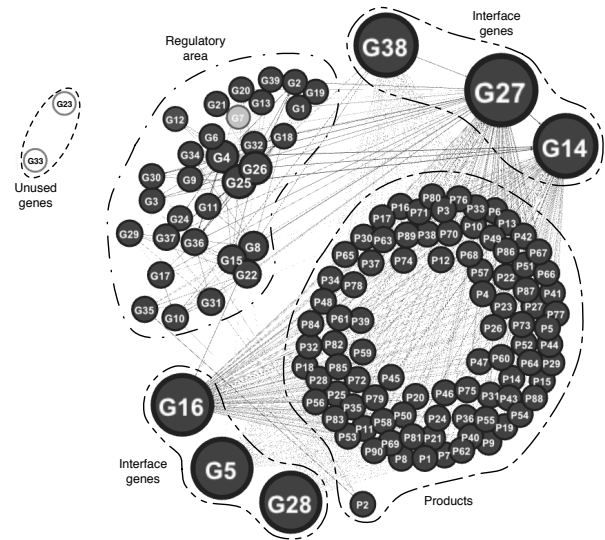 Interface
genes
G38
G27
G14
Regulatory
area
G39
G2
G19
G20
G13
G1
G21
G7
G12
G18
G6
G32
G34
G4
G26
G25
G30
G9
G3
G11
G24
G29
G37
G36
G8
G15
G22
G17
G31
G35
G10
G23
G33
Unused
genes
P80
P76
P16
P71
P3
P33
P6
P17
P13
P10
P30
P63
P89
P38
P70
P49
P42
P65
P37
P74
P12
P68
P86
P67
P57
P51
P66
P34
P78
P22
P4
P87
P41
P48
P23
P27
P77
P84
P61
P39
P26
P73
P5
P32
P82
P59
P52
P44
P18
P85
P47
P60
P64
P29
P28
P72
P45
P14
P15
P56
P25
P79
P20
P46
P75
P31
P43
P88
P35
P50
P24
P36
P55
P54
P83
P11
P58
P19
P53
P69
P81
P21
P40
P9
P90
P8
P1
P7
P62
P2
Products
G16
G5
G28
Interface
genes